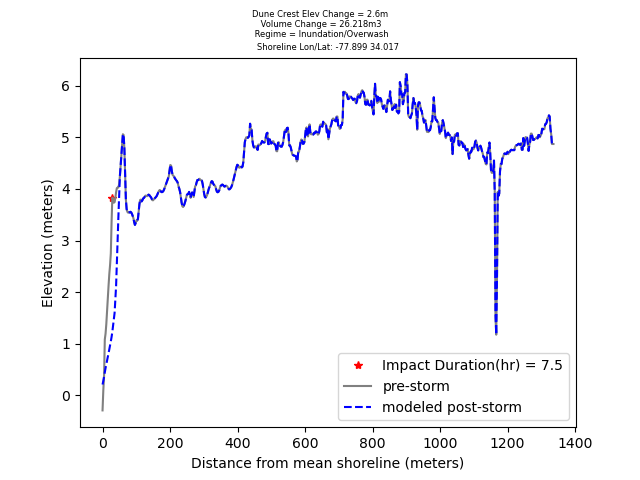 Dune Crest Elev Change = 2.6m
Volume Change = 26.218m3
Regime = Inundation/Overwash
Shoreline Lon/Lat: -77.899 34.017
6
5
4
3
2
1
0
Elevation (meters)
Impact Duration(hr) = 7.5
pre-storm
modeled post-storm
0 200 400 600 800 1000 1200 1400
Distance from mean shoreline (meters)